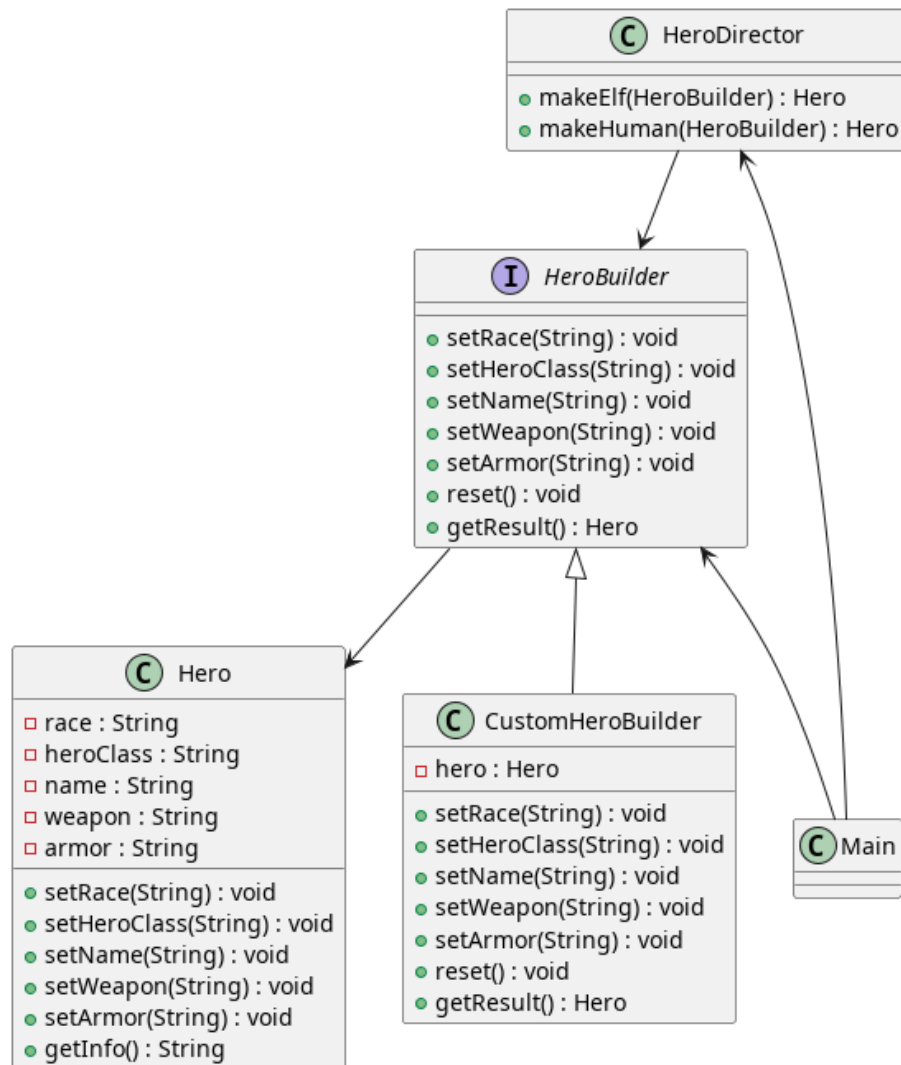 C HeroDirector
makeElf(HeroBuilder) : Hero
makeHuman(HeroBuilder) : Hero
I HeroBuilder
setRace(String) : void
setHeroClass(String) : void
setName(String) : void
setWeapon(String) : void
setArmor(String) : void
reset() : void
getResult() : Hero
C Hero
race : String
heroClass : String
name : String
weapon : String
armor : String
setRace(String) : void
setHeroClass(String) : void
setName(String) : void
setWeapon(String) : void
setArmor(String) : void
getInfo() : String
C CustomHeroBuilder
hero : Hero
setRace(String) : void
setHeroClass(String) : void
setName(String) : void
setWeapon(String) : void
setArmor(String) : void
reset() : void
getResult() : Hero
C Main